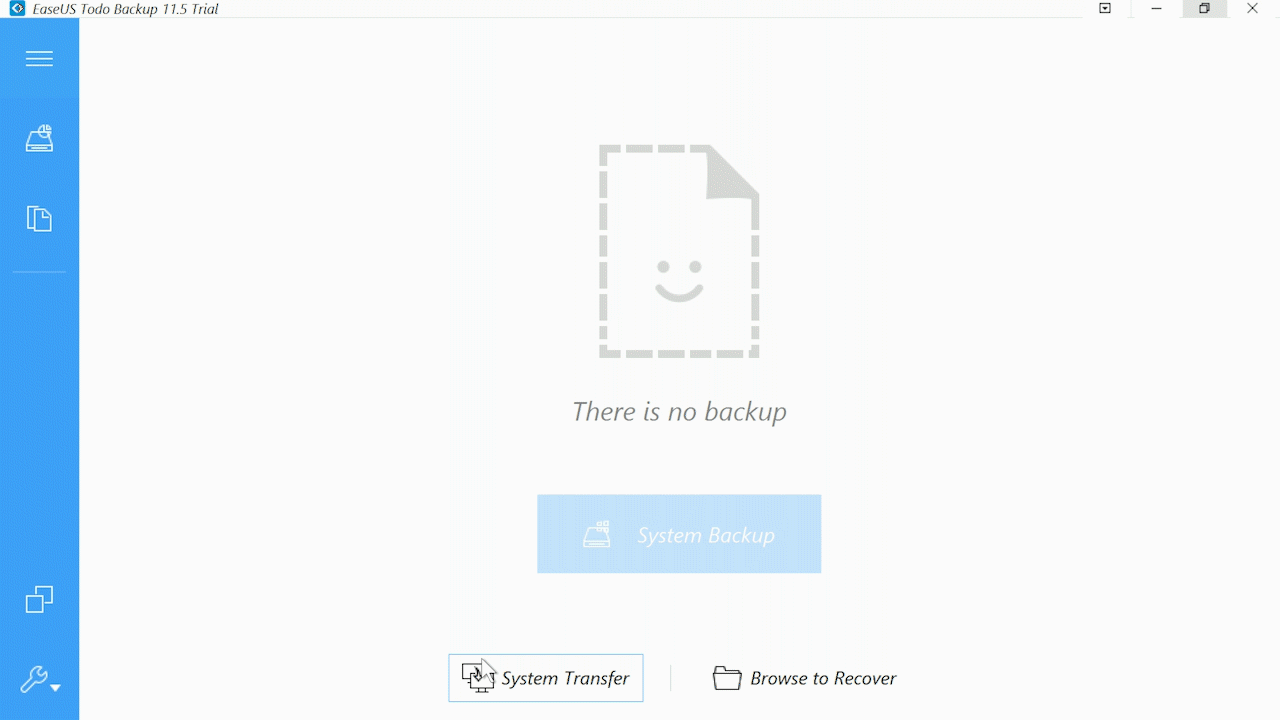 EaseUS Todo Backup 11.5 Trial
There is no backup
System Backup
System Transfer
Browse to Recover